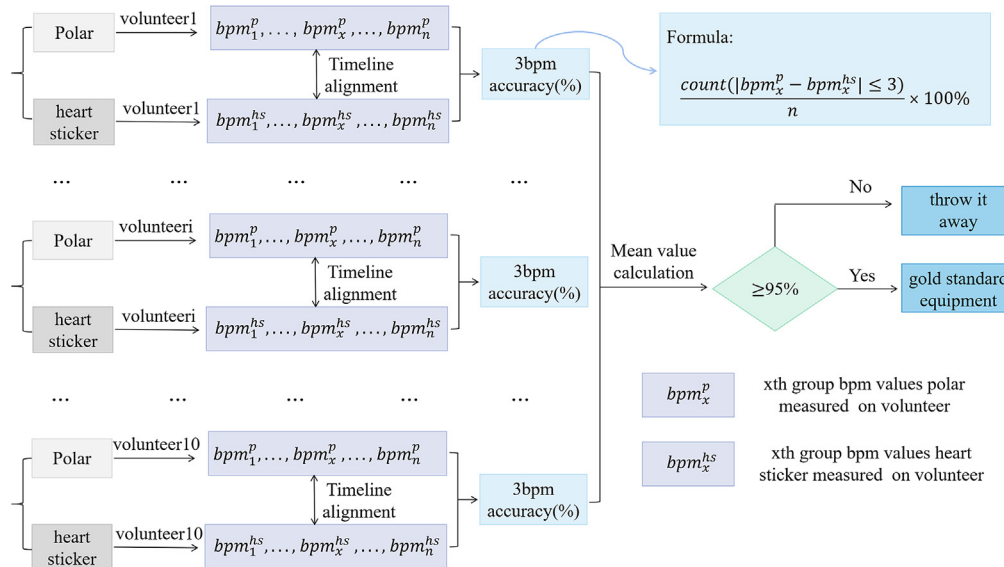 Polar
volunteer1
bpm_1^p, . . . , bpm_x^p, . . . , bpm_n^p
Timeline
alignment
heart
sticker
volunteer1
bpm_1^{hs}, . . . , bpm_x^{hs}, . . . , bpm_n^{hs}
3bpm
accuracy(%)
Formula:
count(|bpm_x^p − bpm_x^{hs}| ≤ 3)
n
× 100%
... ... ... ... ...
Polar
volunteeri
bpm_1^p, . . . , bpm_x^p, . . . , bpm_n^p
Timeline
alignment
heart
sticker
volunteeri
bpm_1^{hs}, . . . , bpm_x^{hs}, . . . , bpm_n^{hs}
3bpm
accuracy(%)
Mean value
calculation
≥95%
No
throw it
away
Yes
gold standard
equipment
... ... ... ... ...
Polar
volunteer10
bpm_1^p, . . . , bpm_x^p, . . . , bpm_n^p
Timeline
alignment
heart
sticker
volunteer10
bpm_1^{hs}, . . . , bpm_x^{hs}, . . . , bpm_n^{hs}
3bpm
accuracy(%)
bpm_x^p
xth group bpm values polar
measured on volunteer
bpm_x^{hs}
xth group bpm values heart
sticker measured on volunteer